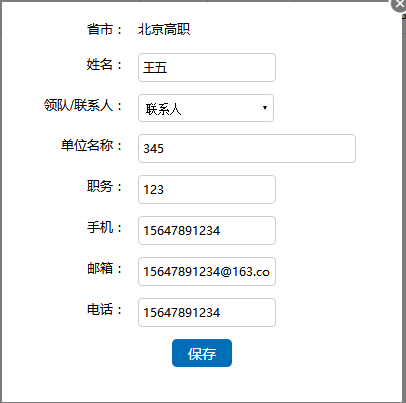 省市： 北京高职
姓名： 王五
领队/联系人： 联系人
单位名称： 345
职务： 123
手机： 15647891234
邮箱： 15647891234@163.co
电话： 15647891234
保存